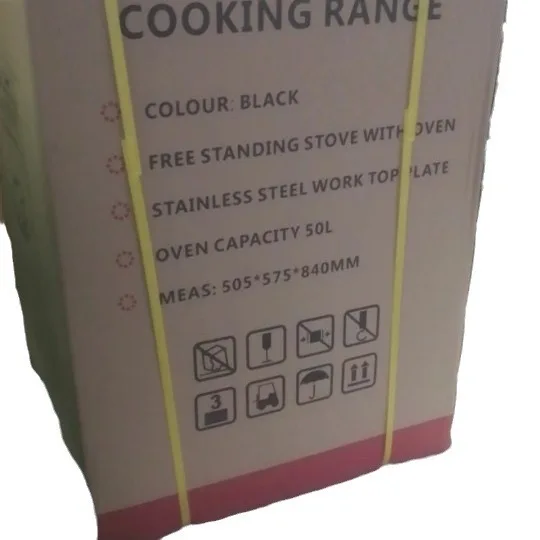 COOKING RANGE
COLOUR: BLACK
FREE STANDING STOVE WITH OVEN
STAINLESS STEEL WORK TOP PLATE
OVEN CAPACITY 50L
MEAS: 505*575*840MM
3